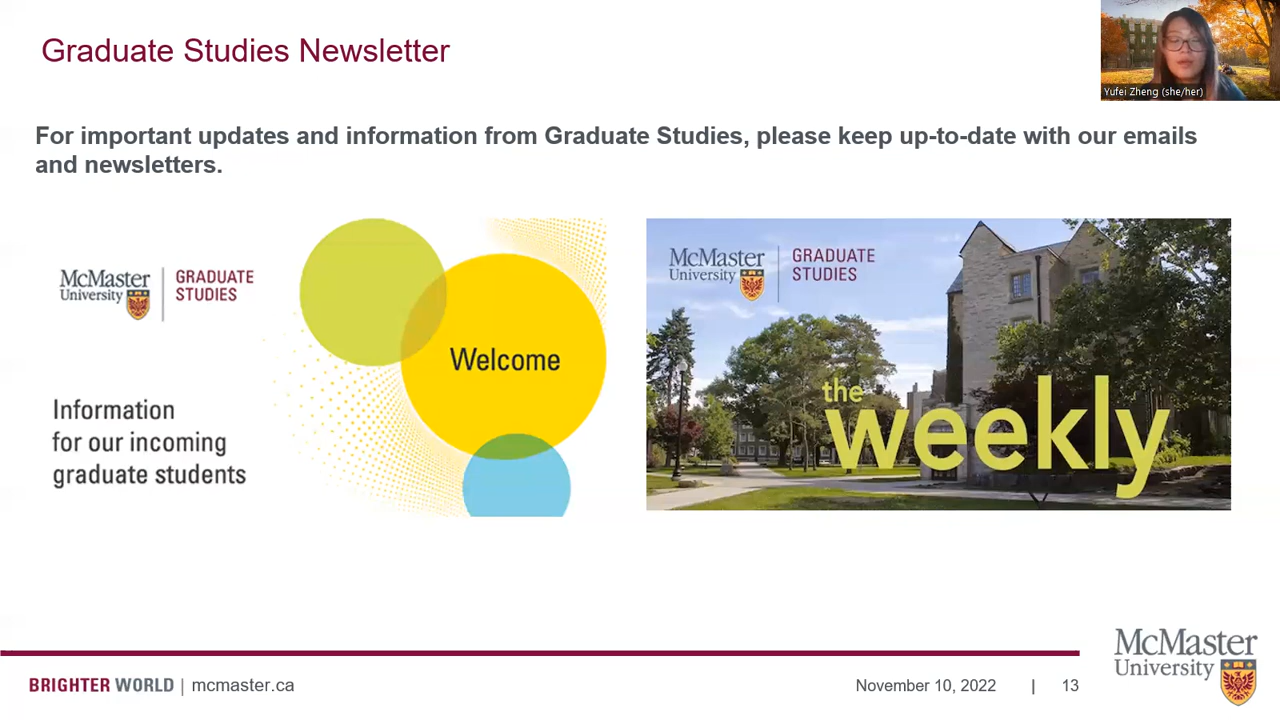 Graduate Studies Newsletter
Yufei Zheng (she/her)
For important updates and information from Graduate Studies, please keep up-to-date with our emails
and newsletters.
McMaster
University
GRADUATE
STUDIES
Welcome
Information
for our incoming
graduate students
McMaster
University
GRADUATE
STUDIES
the
weekly
McMaster
University
BRIGHTER WORLD | mcmaster.ca
November 10, 2022 | 13